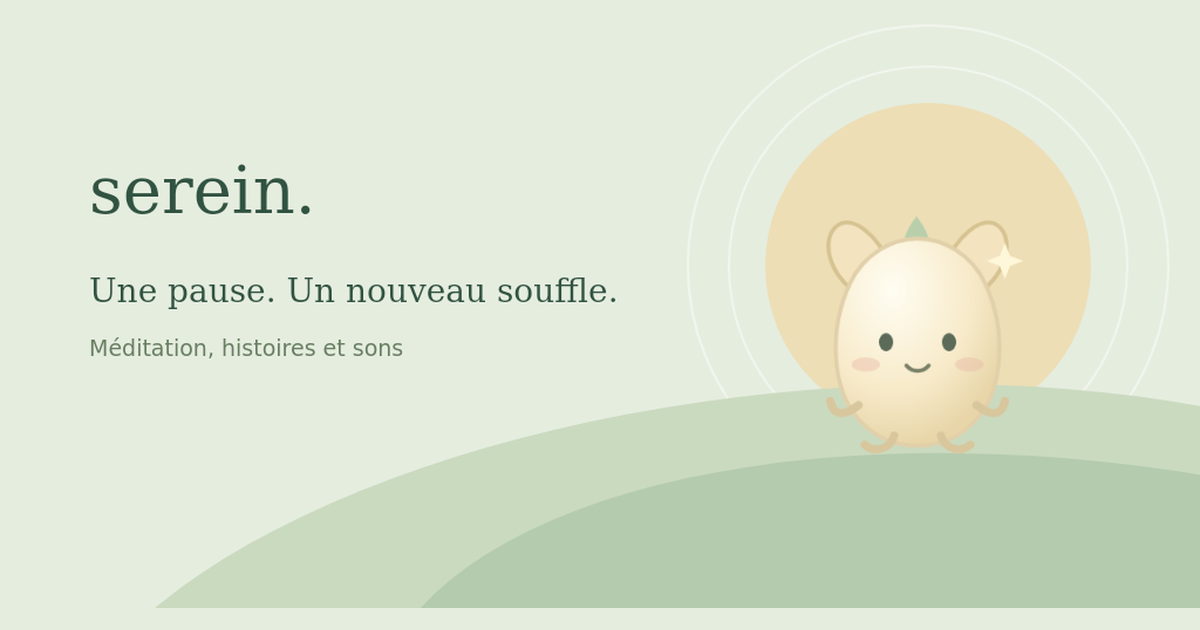 serein.
Une pause. Un nouveau souffle.
Méditation, histoires et sons